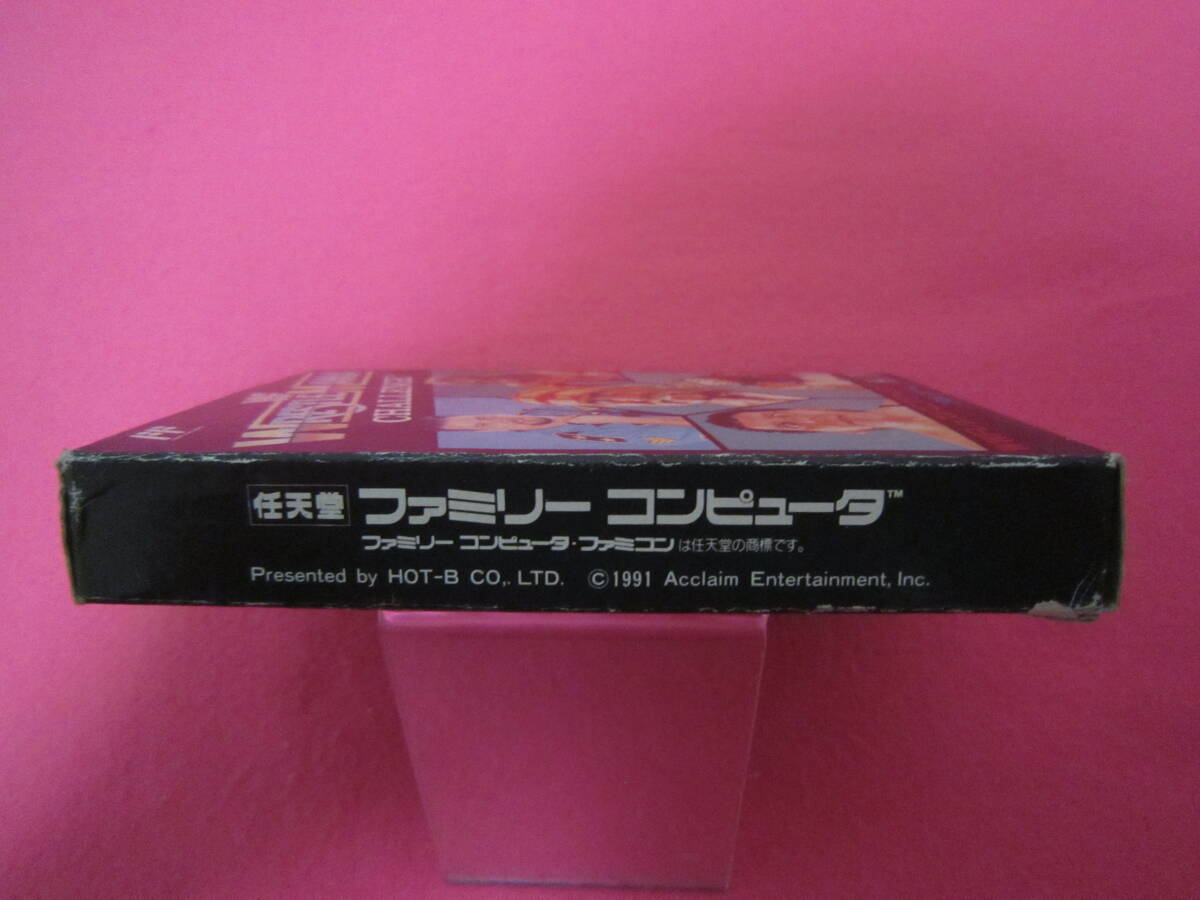 WRESTLEMANIA
CHALLENGE
任天堂 ファミリー コンピュータ™
ファミリー コンピュータ・ファミコンは任天堂の商標です。
Presented by HOT-B CO,. LTD. ©1991 Acclaim Entertainment, Inc.